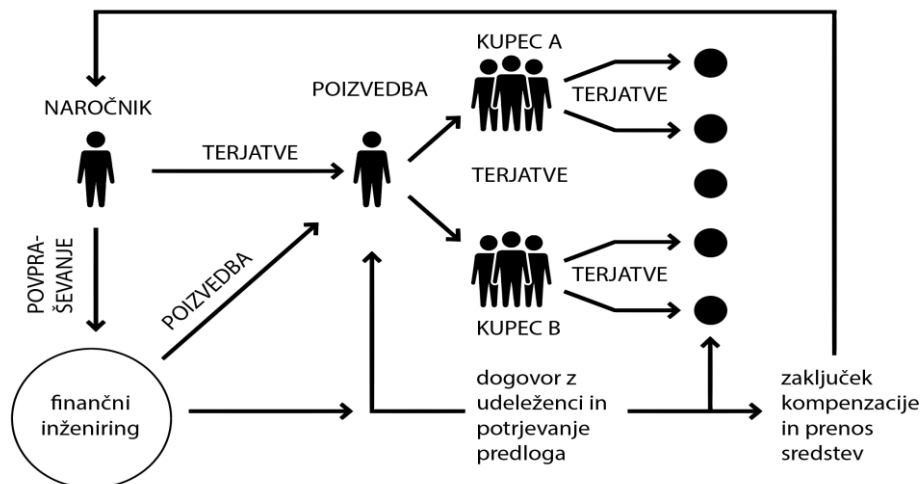 KUPEC A
POIZVEDBA
NAROČNIK
TERJATVE
TERJATVE
TERJATVE
POVPRA-
ŠEVANJE
POIZVEDBA
TERJATVE
KUPEC B
finančni
inženiring
dogovor z
udeleženci in
potrjevanje
predloga
zaključek
kompenzacije
in prenos
sredstev